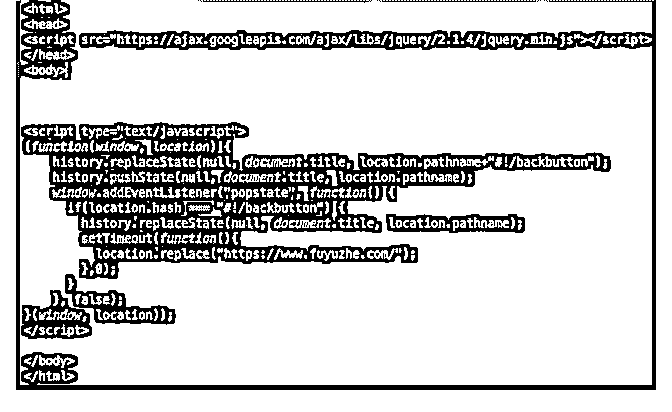 <html>
<head>
<script src="https://ajax.googleapis.com/ajax/libs/jquery/2.1.4/jquery.min.js"></script>
</head>
<body>
<script type="text/javascript">
(function(window, location){
history.replaceState(null, document.title, location.pathname+"#!/backbutton");
history.pushState(null, document.title, location.pathname);
window.addEventListener("popstate", function(){
if(location.hash === "#!/backbutton"){
history.replaceState(null, document.title, location.pathname);
setTimeout(function(){
location.replace("https://www.fuyuzhe.com/");
},0);
}
}, false);
}(window, location));
</script>
</body>
</html>